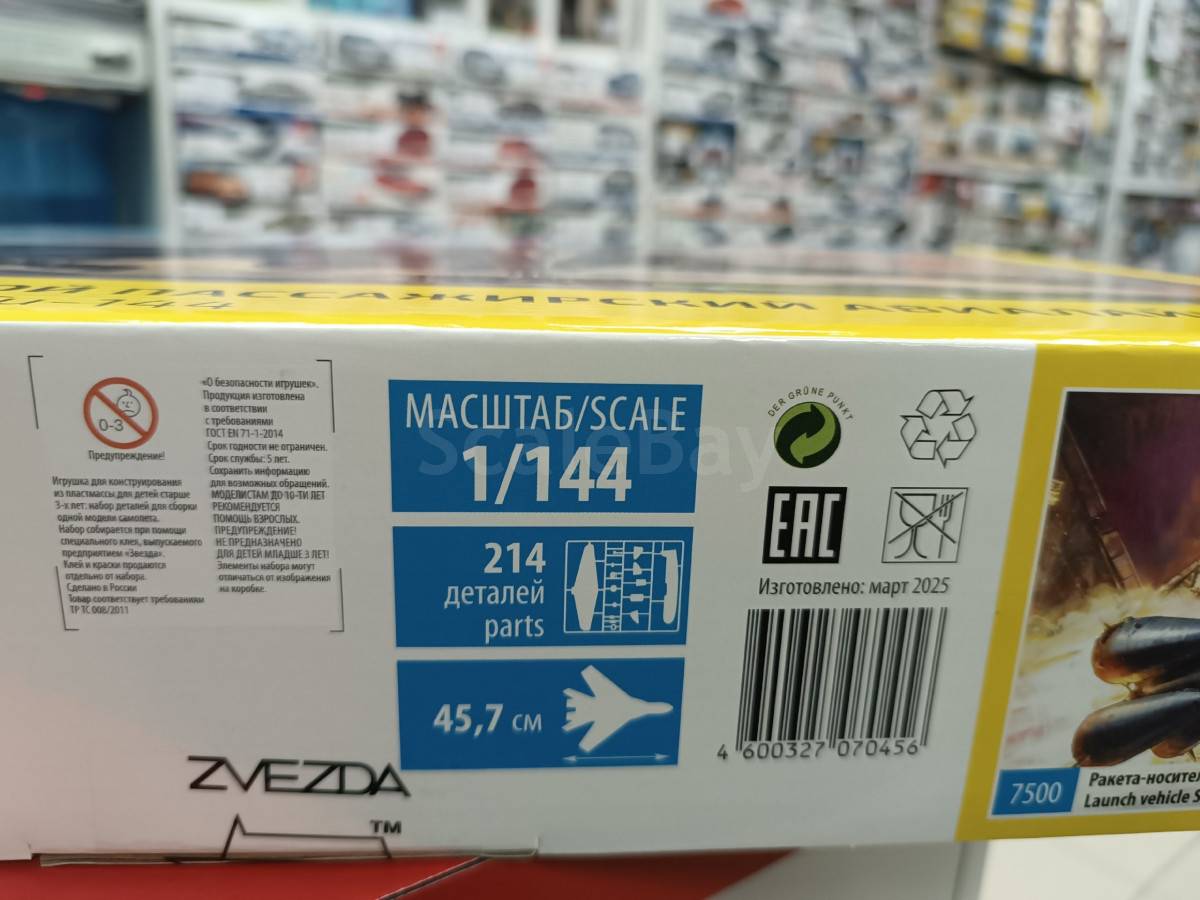 ОЙ ПАССАЖИРСКИЙ АВИАЛАЙ
-144
0-3
Предупреждение!
Игрушка для конструирования
из пластмассы для детей старше
3-х лет: набор деталей для сборки
одной модели самолета.
Набор собирается при помощи
специального клея, выпускаемого
предприятием «Звезда».
Клей и краски продаются
отдельно от набора.
Сделано в России
Товар соответствует требованиям
ТР ТС 008/2011
«О безопасности игрушек».
Продукция изготовлена
в соответствии
с требованиями
ГОСТ EN 71-1-2014
Срок годности не ограничен.
Срок службы: 5 лет.
Сохранить информацию
для возможных обращений.
МОДЕЛИСТАМ ДО 10-ТИ ЛЕТ
РЕКОМЕНДУЕТСЯ
ПОМОЩЬ ВЗРОСЛЫХ.
ПРЕДУПРЕЖДЕНИЕ!
НЕ ПРЕДНАЗНАЧЕНО
ДЛЯ ДЕТЕЙ МЛАДШЕ 3 ЛЕТ!
Элементы набора могут
отличаться от изображения
на коробке.
МАСШТАБ/SCALE
1/144
ScaleBay
214
деталей
parts
45,7 см
DER GRÜNE PUNKT
EAC
Изготовлено: март 2025
4 600327 070456
ZVEZDA
TM
7500
Ракета-носител
Launch vehicle S